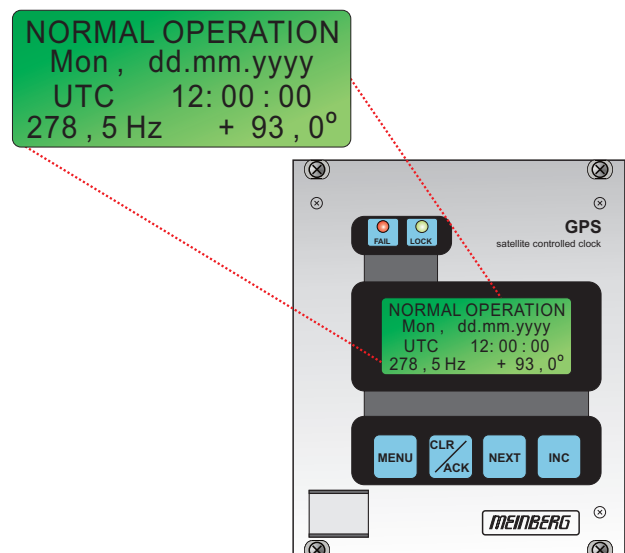 NORMAL OPERATION
Mon , dd.mm.yyyy
UTC 12: 00 : 00
278 , 5 Hz + 93 , 0°
GPS
satellite controlled clock
FAIL
LOCK
NORMAL OPERATION
Mon , dd.mm.yyyy
UTC 12: 00 : 00
278 , 5 Hz + 93 , 0°
MENU
CLR/ACK
NEXT
INC
MEINBERG